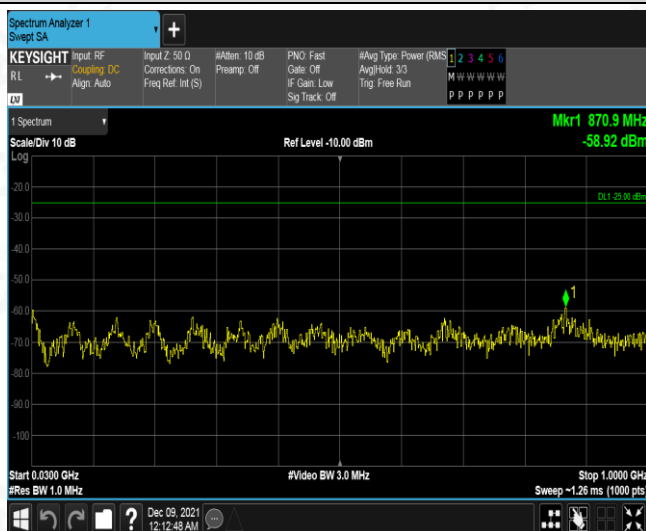 Spectrum Analyzer 1
Swept SA
+
KEYSIGHT Input: RF
RL Coupling: DC
Align: Auto
Input Z: 50 Ω
Corrections: On
Freq Ref: Int (S)
#Atten: 10 dB
Preamp: Off
PNO: Fast
Gate: Off
IF Gain: Low
Sig Track: Off
#Avg Type: Power (RMS
Avg|Hold: 3/3
Trig: Free Run
1 2 3 4 5 6
M W W W W W
P P P P P P
LXI
1 Spectrum
Mkr1 870.9 MHz
Scale/Div 10 dB Ref Level -10.00 dBm -58.92 dBm
Log
-20.0
DL1 -25.00 dBm
-30.0
-40.0
-50.0
1
-60.0
-70.0
-80.0
-90.0
-100
Start 0.0300 GHz #Video BW 3.0 MHz Stop 1.0000 GHz
#Res BW 1.0 MHz Sweep ~1.26 ms (1000 pts)
? Dec 09, 2021
12:12:48 AM